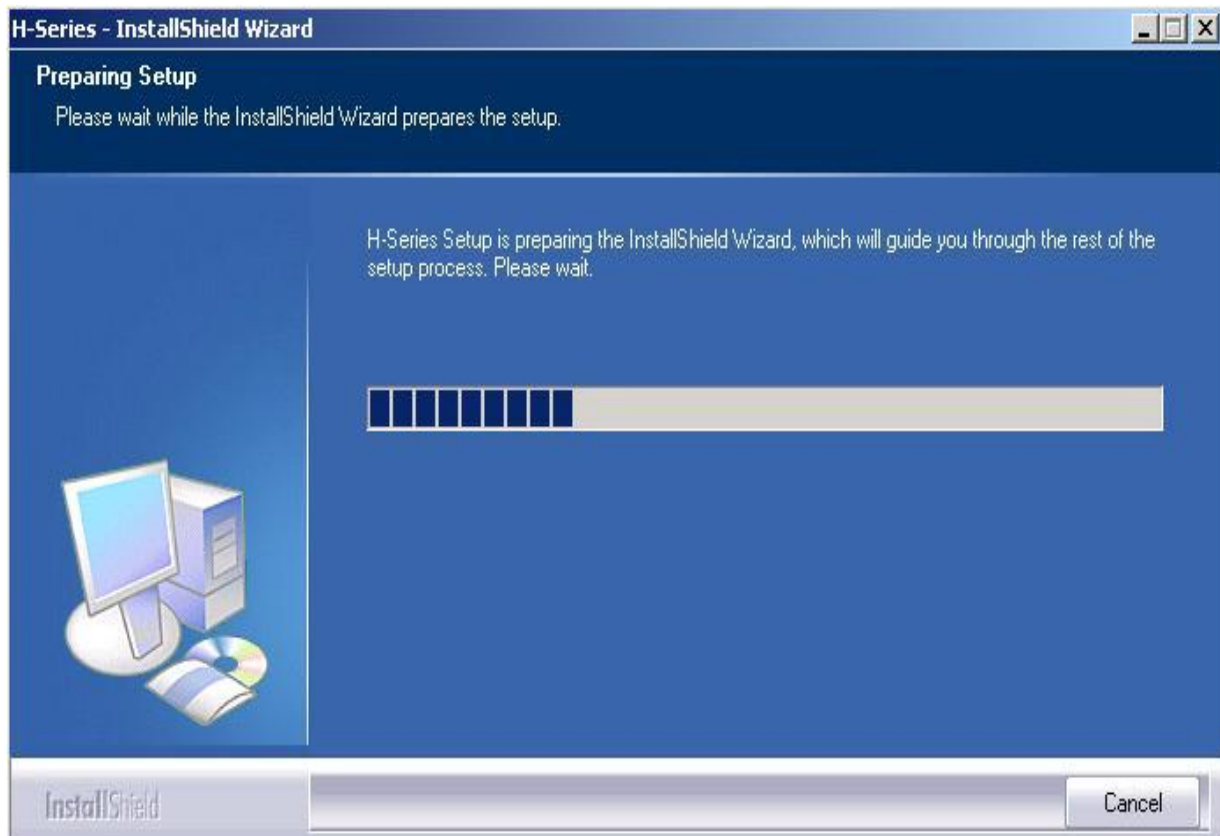 H-Series - InstallShield Wizard
Preparing Setup
Please wait while the InstallShield Wizard prepares the setup.
H-Series Setup is preparing the InstallShield Wizard, which will guide you through the rest of the
setup process. Please wait.
InstallShield
Cancel